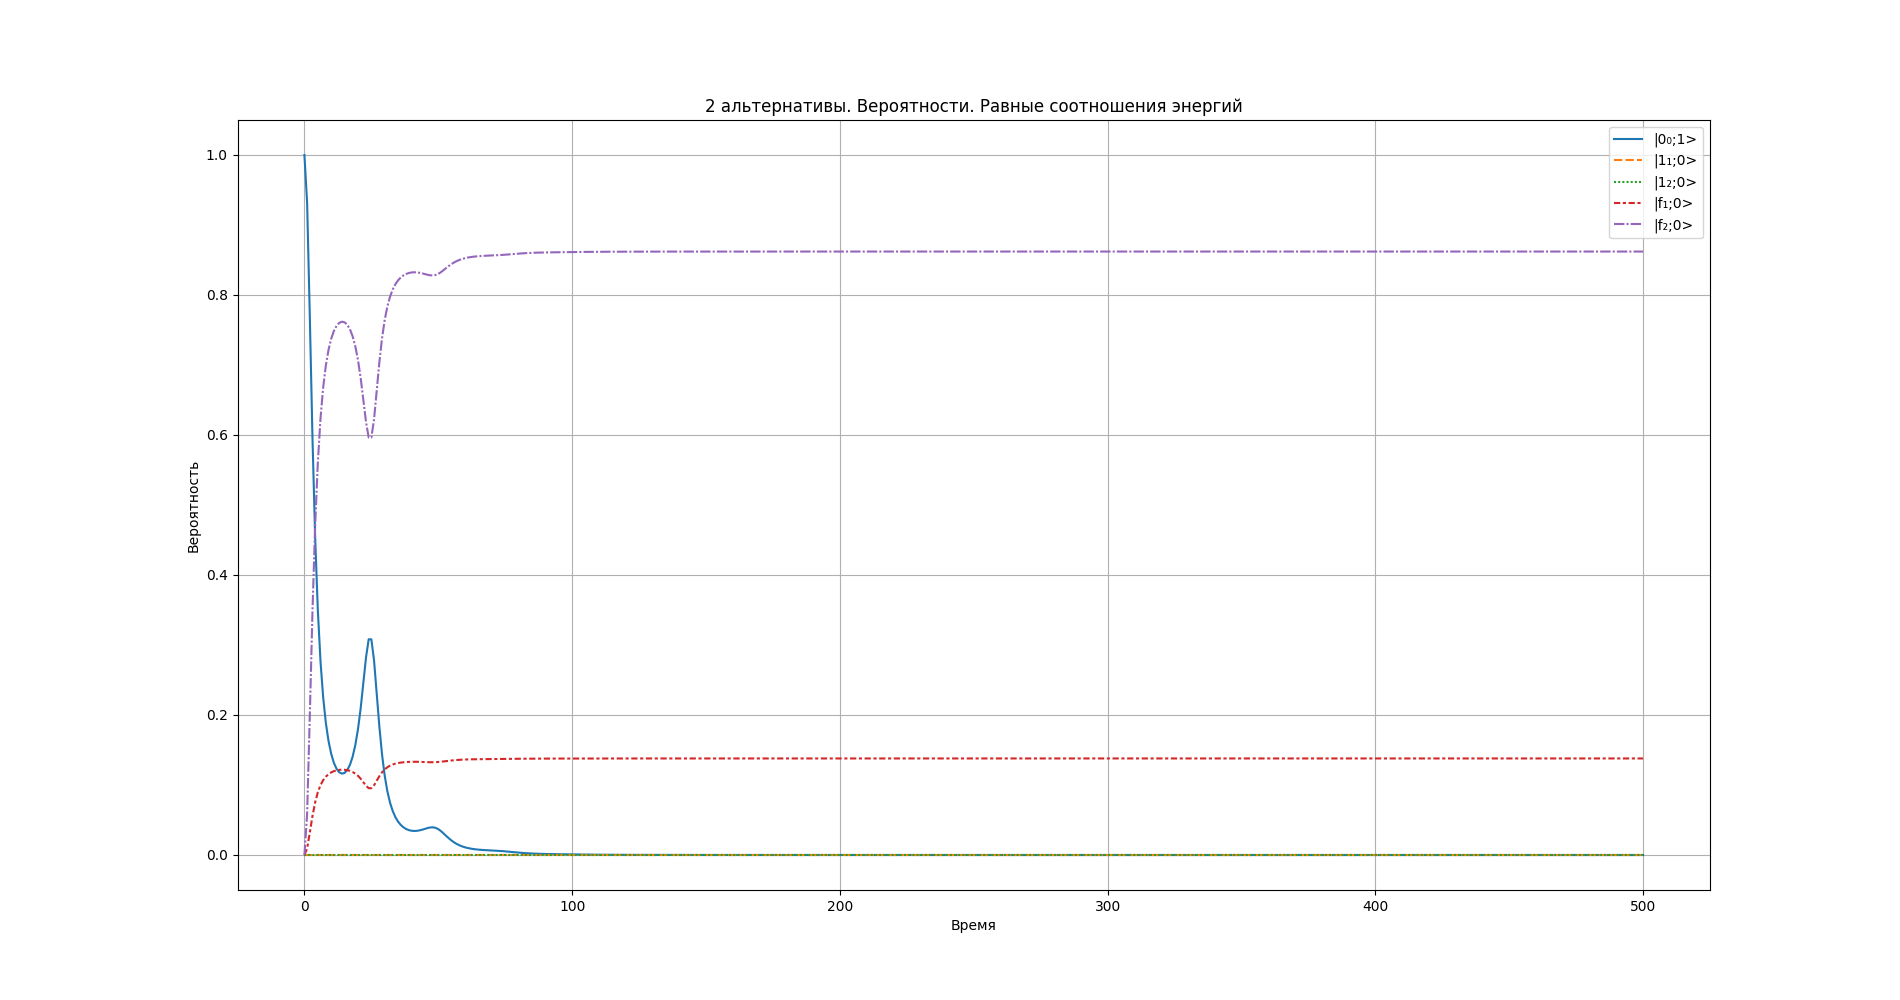 2 альтернативы. Вероятности. Равные соотношения энергий
|0₀;1>
|1₁;0>
|1₂;0>
|f₁;0>
|f₂;0>
1.0
0.8
0.6
0.4
0.2
0.0
Вероятность
0 100 200 300 400 500
Время